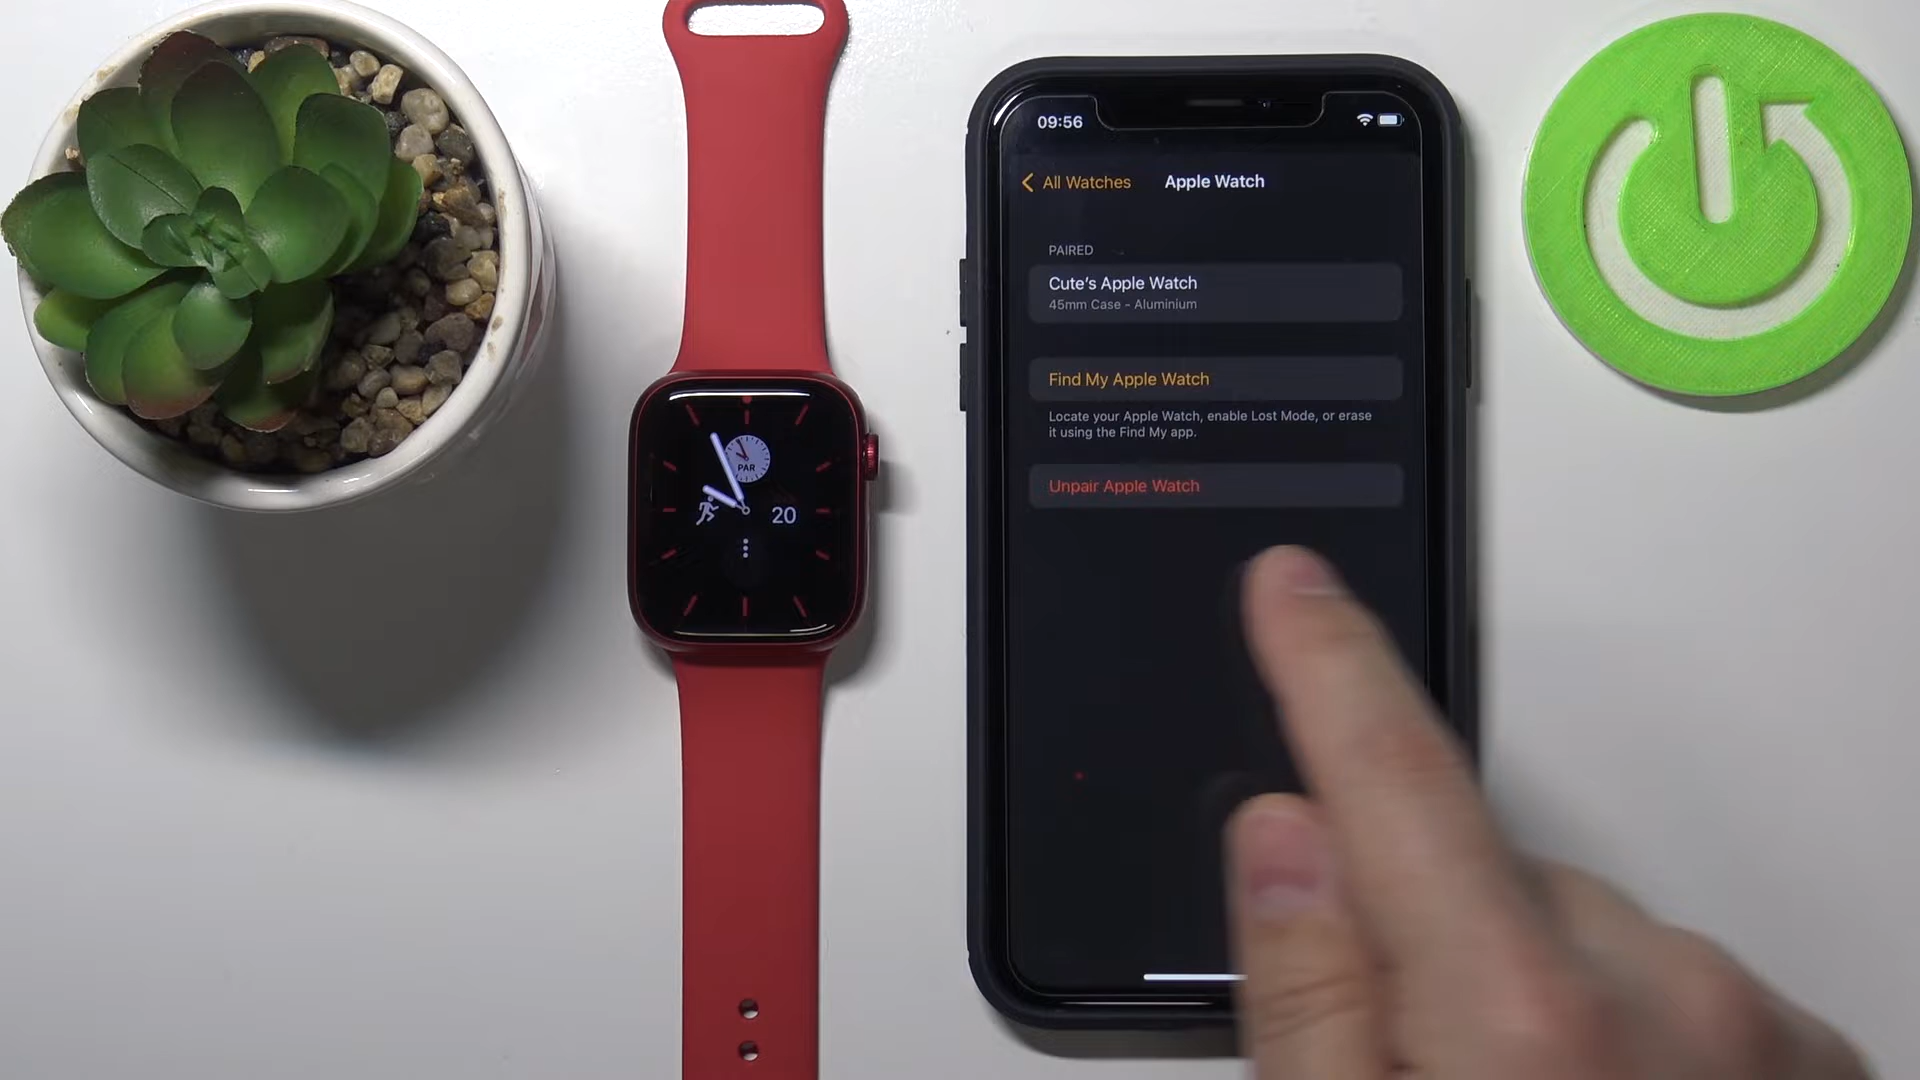 09:56
All Watches
Apple Watch
PAIRED
Cute's Apple Watch
45mm Case - Aluminium
Find My Apple Watch
Locate your Apple Watch, enable Lost Mode, or erase
it using the Find My app.
Unpair Apple Watch
PAR
20